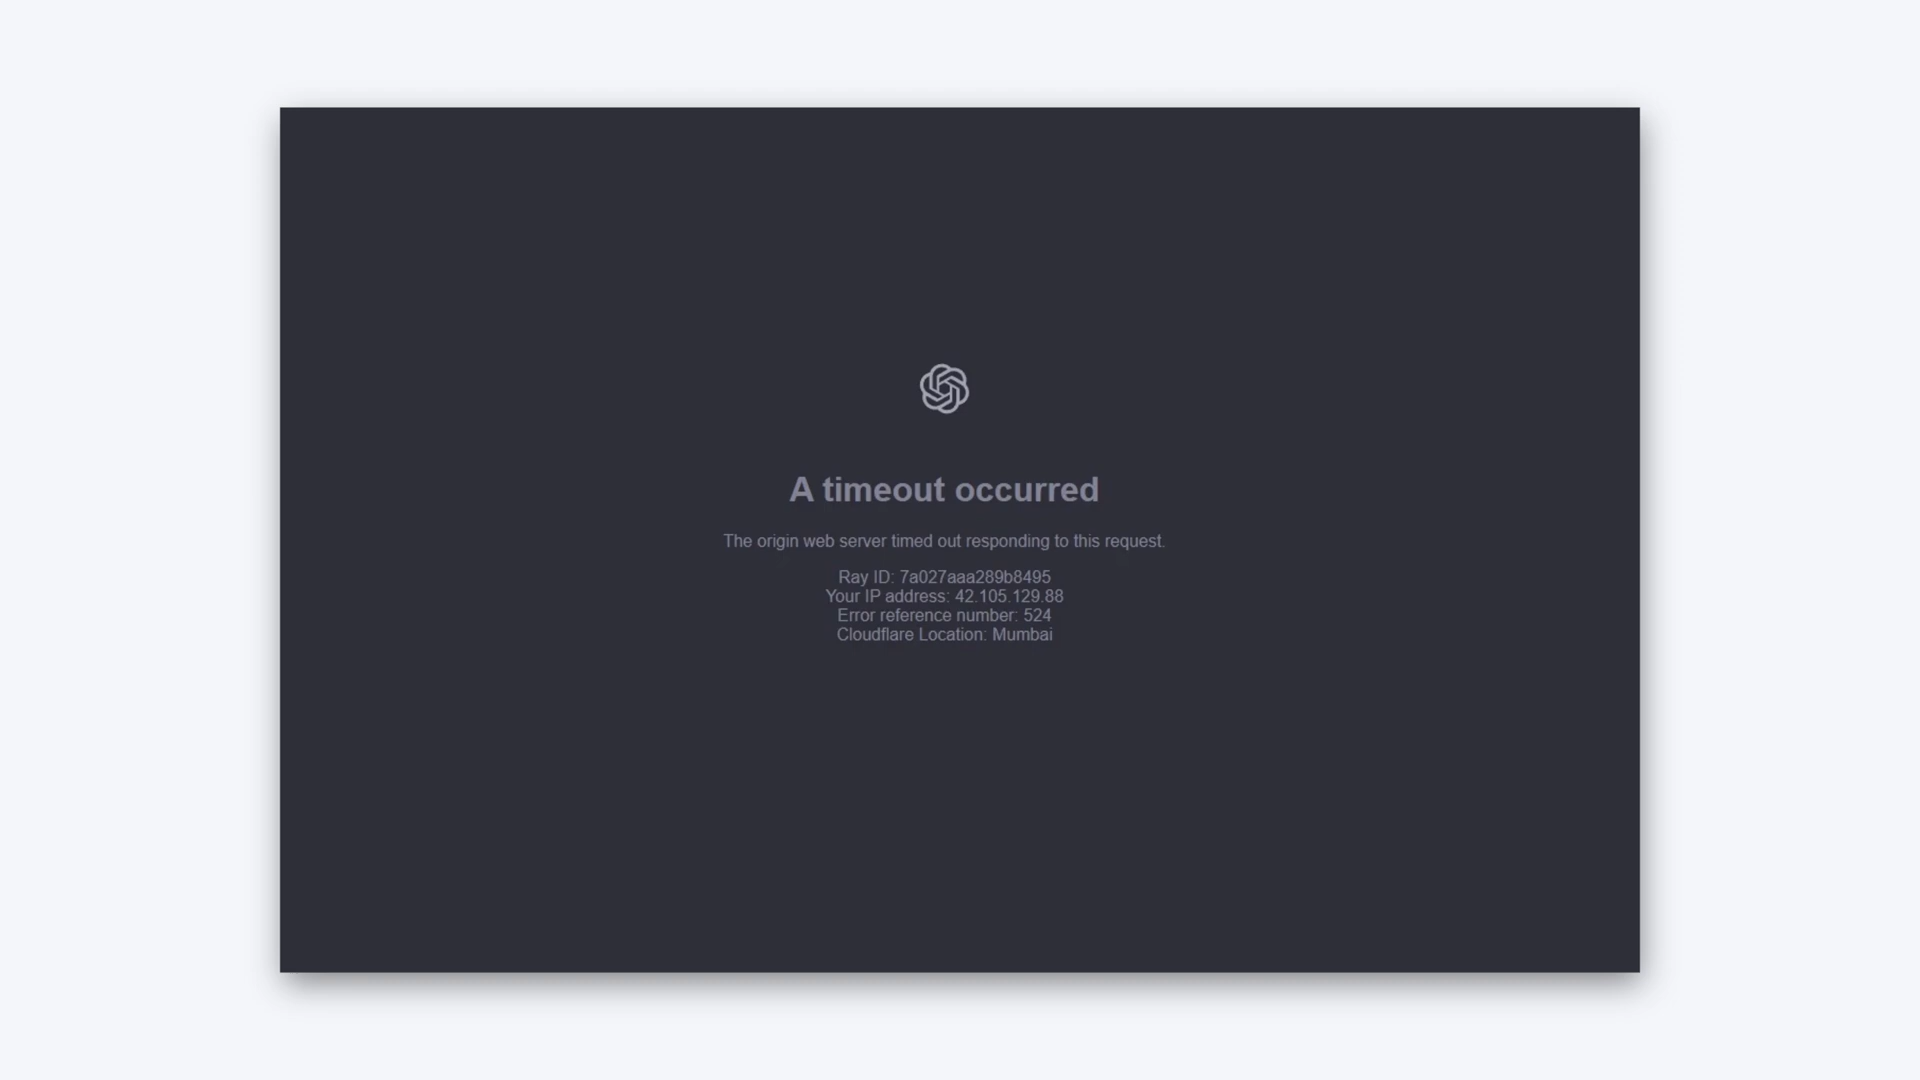 A timeout occurred
The origin web server timed out responding to this request.
Ray ID: 7a027aaa289b8495
Your IP address: 42.105.129.88
Error reference number: 524
Cloudflare Location: Mumbai